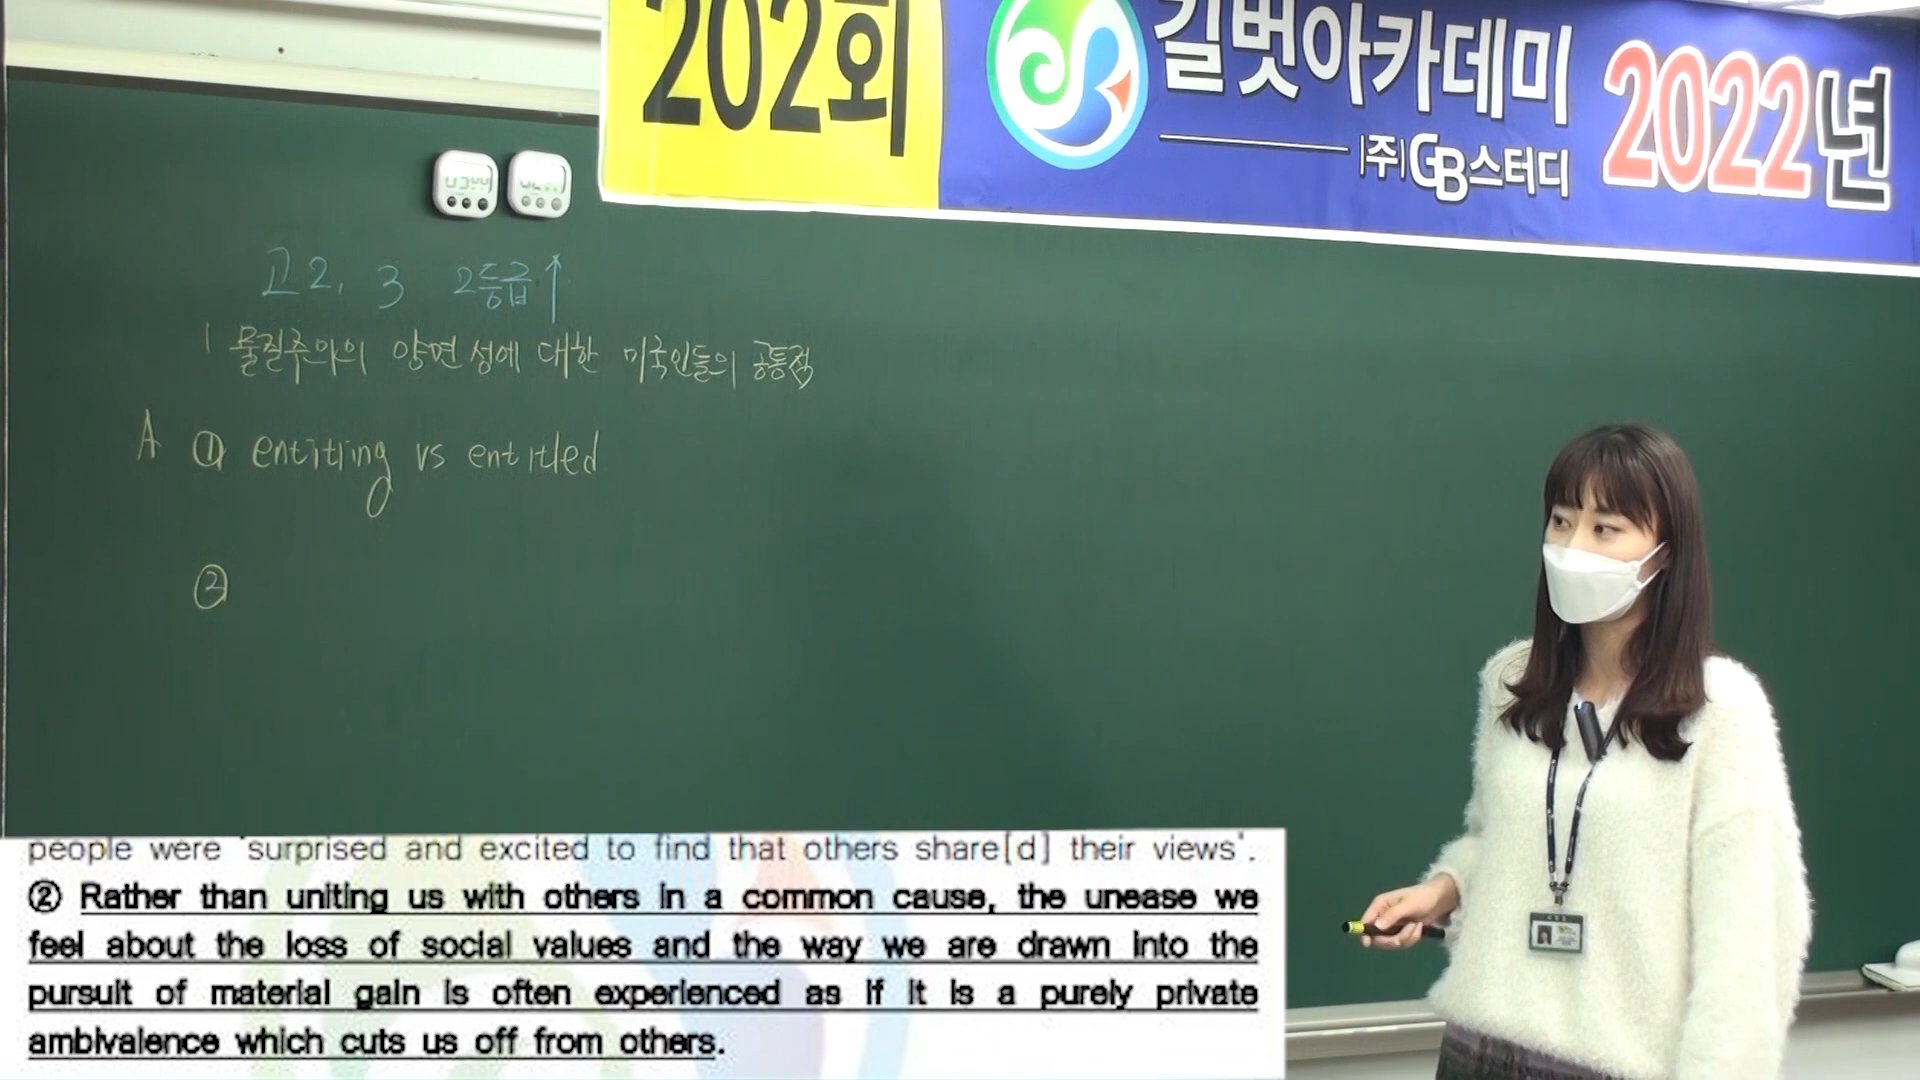 202회 길벗아카데미 2022년
(주)GB스터디
고2, 3 2등급↑
1 물질주의의 양면성에 대한 미국인들의 공통점
A ① entitling vs entitled
②
people were 'surprised and excited to find that others share[d] their views'.
② Rather than uniting us with others in a common cause, the unease we
feel about the loss of social values and the way we are drawn into the
pursuit of material gain is often experienced as if it is a purely private
ambivalence which cuts us off from others.